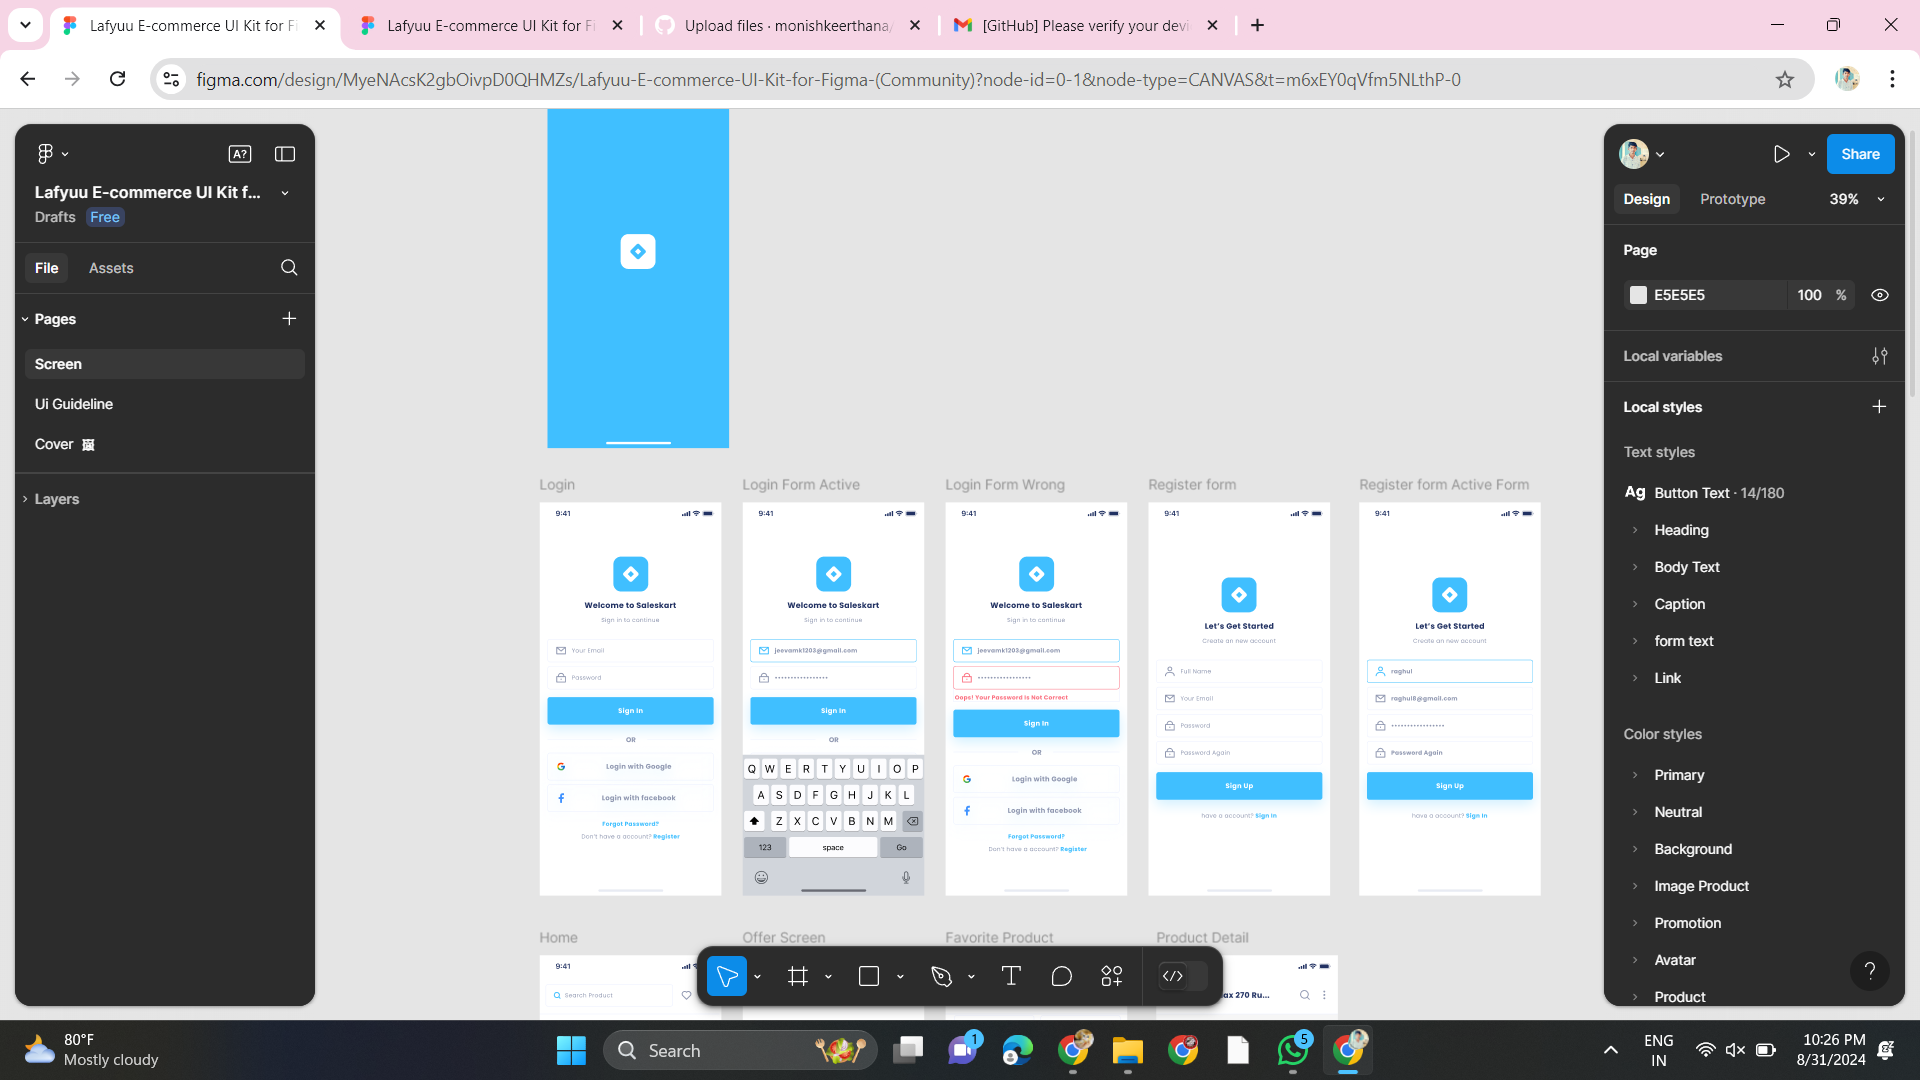 Lafyuu E-commerce UI Kit for Fi
Lafyuu E-commerce UI Kit for Fi
Upload files · monishkeerthana/
[GitHub] Please verify your devi
figma.com/design/MyeNAcsK2gbOivpD0QHMZs/Lafyuu-E-commerce-UI-Kit-for-Figma-(Community)?node-id=0-1&node-type=CANVAS&t=m6xEY0qVfm5NLthP-0
A?
Lafyuu E-commerce UI Kit f...
Drafts Free
File Assets
Pages
Screen
Ui Guideline
Cover
Layers
Login
9:41
Welcome to Saleskart
Sign in to continue
Your Email
Password
Sign In
OR
Login with Google
Login with facebook
Forgot Password?
Don't have a account? Register
Login Form Active
9:41
Welcome to Saleskart
Sign in to continue
jeevamk1203@gmail.com
•••••••••••••••••
Sign In
OR
Q W E R T Y U I O P
A S D F G H J K L
Z X C V B N M
123 space Go
Login Form Wrong
9:41
Welcome to Saleskart
Sign in to continue
jeevamk1203@gmail.com
•••••••••••••••••
Oops! Your Password Is Not Correct
Sign In
OR
Login with Google
Login with facebook
Forgot Password?
Don't have a account? Register
Register form
9:41
Let's Get Started
Create an new account
Full Name
Your Email
Password
Password Again
Sign Up
have a account? Sign In
Register form Active Form
9:41
Let's Get Started
Create an new account
raghul
raghul8@gmail.com
•••••••••••••••••
Password Again
Sign Up
have a account? Sign In
Home
9:41
Search Product
Offer Screen
Favorite Product
Product Detail
ax 270 Ru...
Share
Design Prototype 39%
Page
E5E5E5 100 %
Local variables
Local styles
Text styles
Ag Button Text · 14/180
Heading
Body Text
Caption
form text
Link
Color styles
Primary
Neutral
Background
Image Product
Promotion
Avatar
Product
?
80°F
Mostly cloudy
Search
1
5
ENG
IN
10:26 PM
8/31/2024